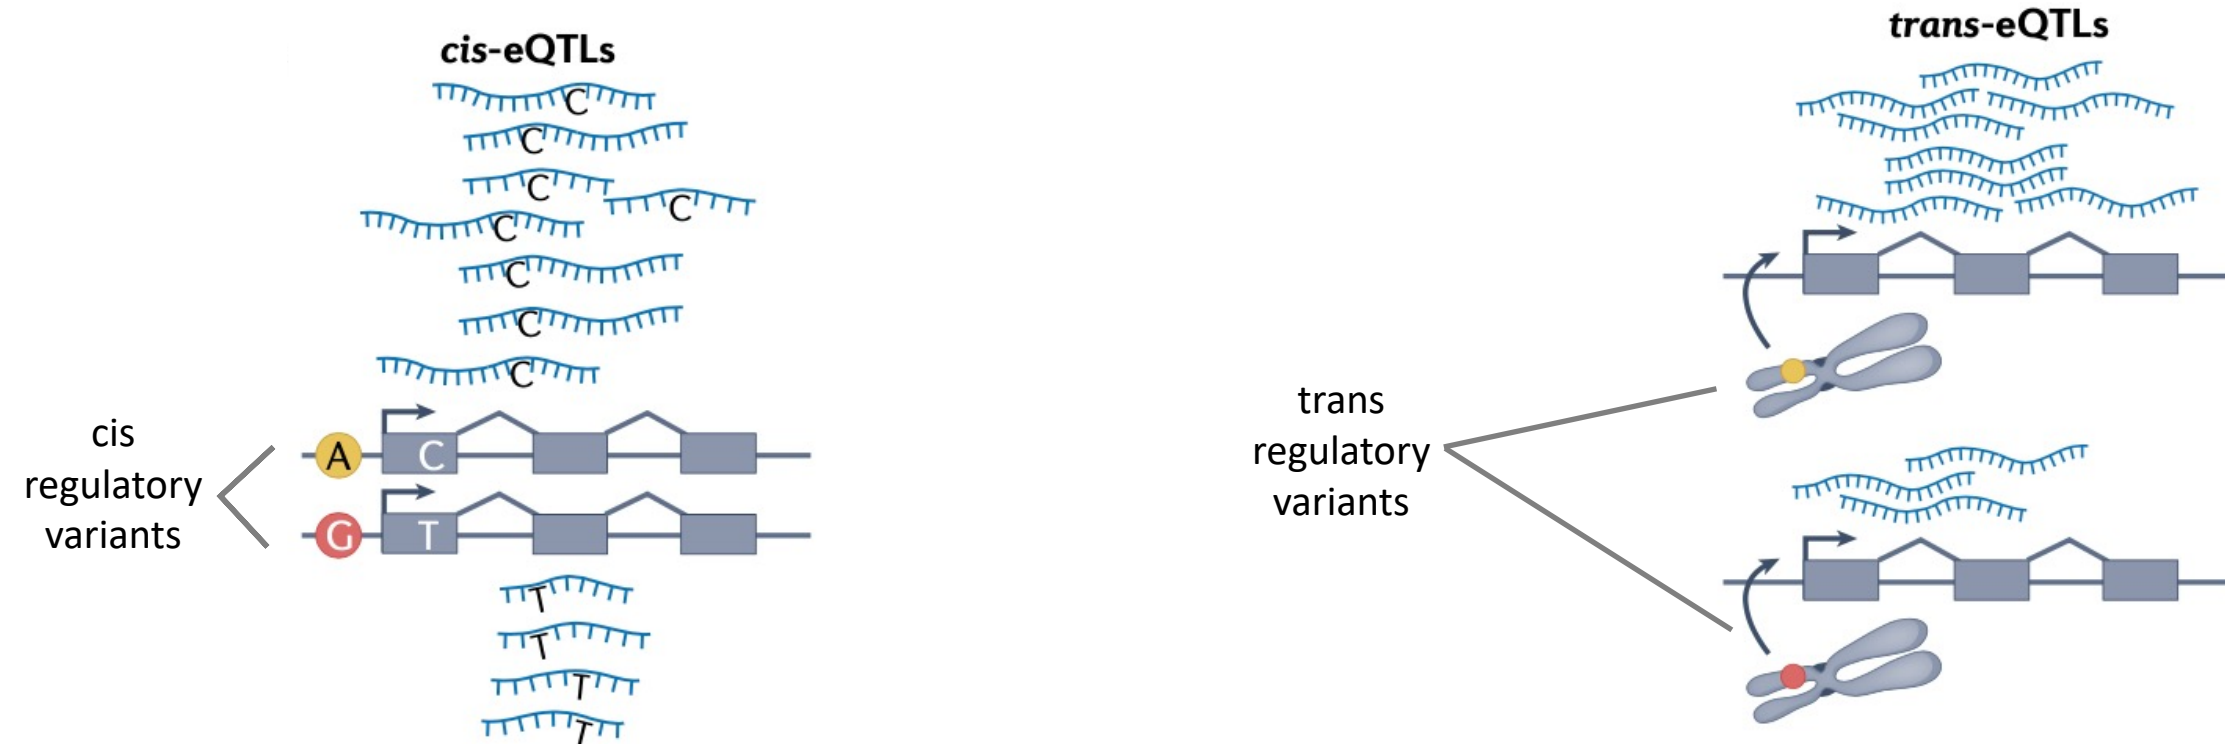 cis-eQTLs
C
C
C
C
C
C
C
C
cis
regulatory
variants
A C
G T
T
T
T
T
trans-eQTLs
trans
regulatory
variants